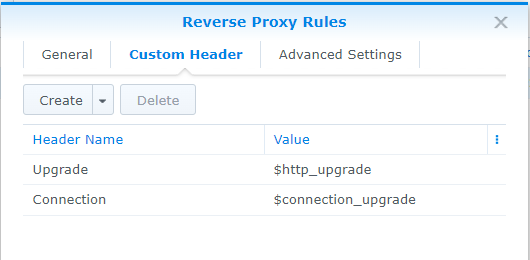 Reverse Proxy Rules
General Custom Header Advanced Settings
Create Delete
Header Name Value
Upgrade $http_upgrade
Connection $connection_upgrade